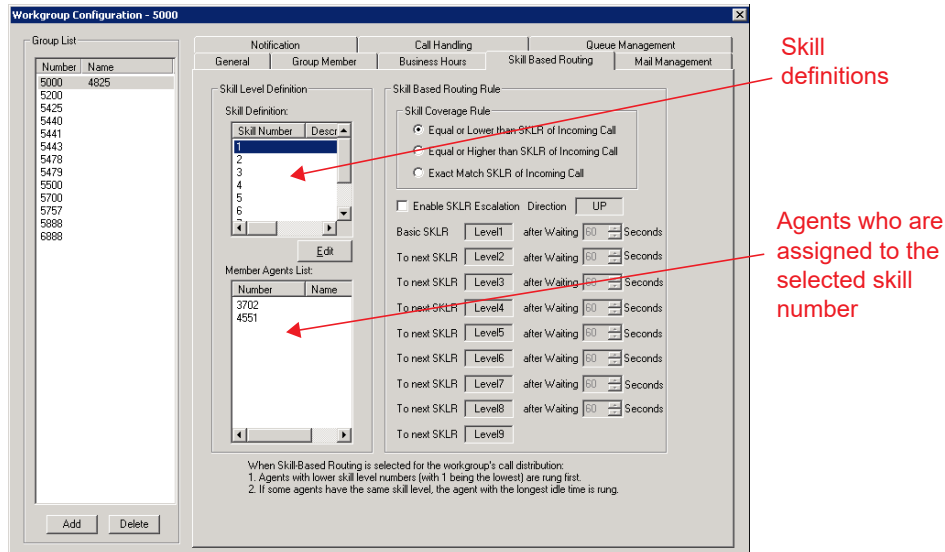 Workgroup Configuration - 5000
Group List
Number Name
5000 4825
5200
5425
5440
5441
5443
5478
5479
5500
5700
5757
5888
6888
Add Delete
Notification Call Handling Queue Management
General Group Member Business Hours Skill Based Routing Mail Management
Skill Level Definition
Skill Definition:
Skill Number Descr
1
2
3
4
5
6
Edit
Member Agents List:
Number Name
3702
4551
Skill Based Routing Rule
Skill Coverage Rule
Equal or Lower than SKLR of Incoming Call
Equal or Higher than SKLR of Incoming Call
Exact Match SKLR of Incoming Call
Enable SKLR Escalation Direction UP
Basic SKLR Level1 after Waiting 60 Seconds
To next SKLR Level2 after Waiting 60 Seconds
To next SKLR Level3 after Waiting 60 Seconds
To next SKLR Level4 after Waiting 60 Seconds
To next SKLR Level5 after Waiting 60 Seconds
To next SKLR Level6 after Waiting 60 Seconds
To next SKLR Level7 after Waiting 60 Seconds
To next SKLR Level8 after Waiting 60 Seconds
To next SKLR Level9
When Skill-Based Routing is selected for the workgroup's call distribution:
1. Agents with lower skill level numbers (with 1 being the lowest) are rung first.
2. If some agents have the same skill level, the agent with the longest idle time is rung.
Skill
definitions
Agents who are
assigned to the
selected skill
number